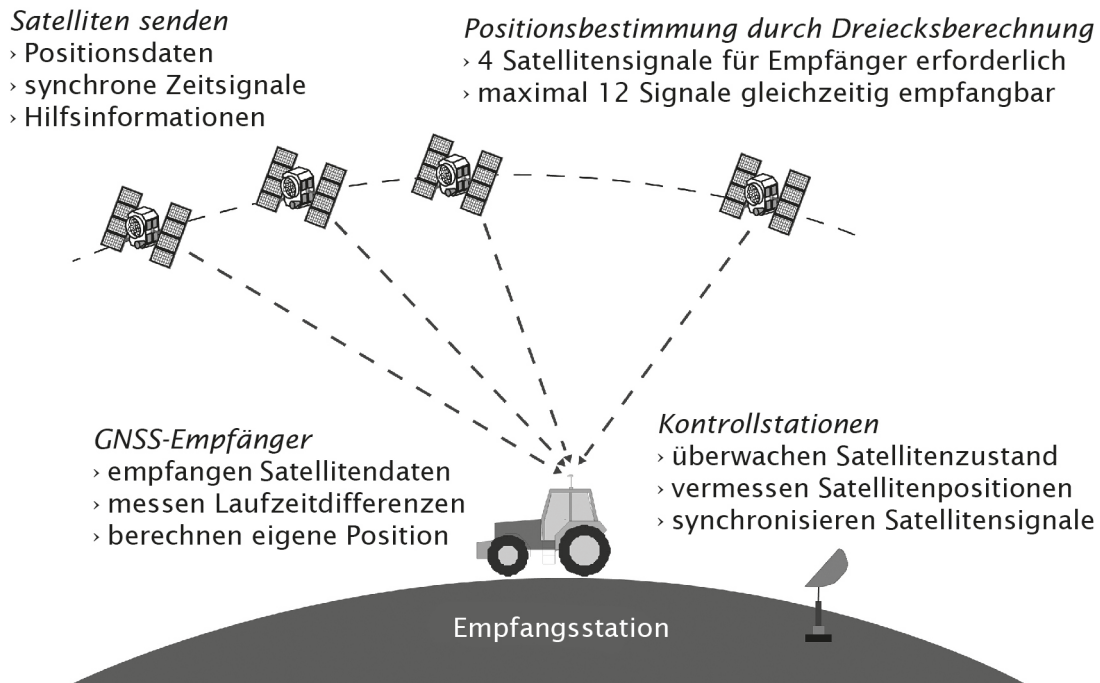 Satelliten senden
› Positionsdaten
› synchrone Zeitsignale
› Hilfsinformationen
Positionsbestimmung durch Dreiecksberechnung
› 4 Satellitensignale für Empfänger erforderlich
› maximal 12 Signale gleichzeitig empfangbar
GNSS-Empfänger
› empfangen Satellitendaten
› messen Laufzeitdifferenzen
› berechnen eigene Position
Kontrollstationen
› überwachen Satellitenzustand
› vermessen Satellitenpositionen
› synchronisieren Satellitensignale
Empfangsstation